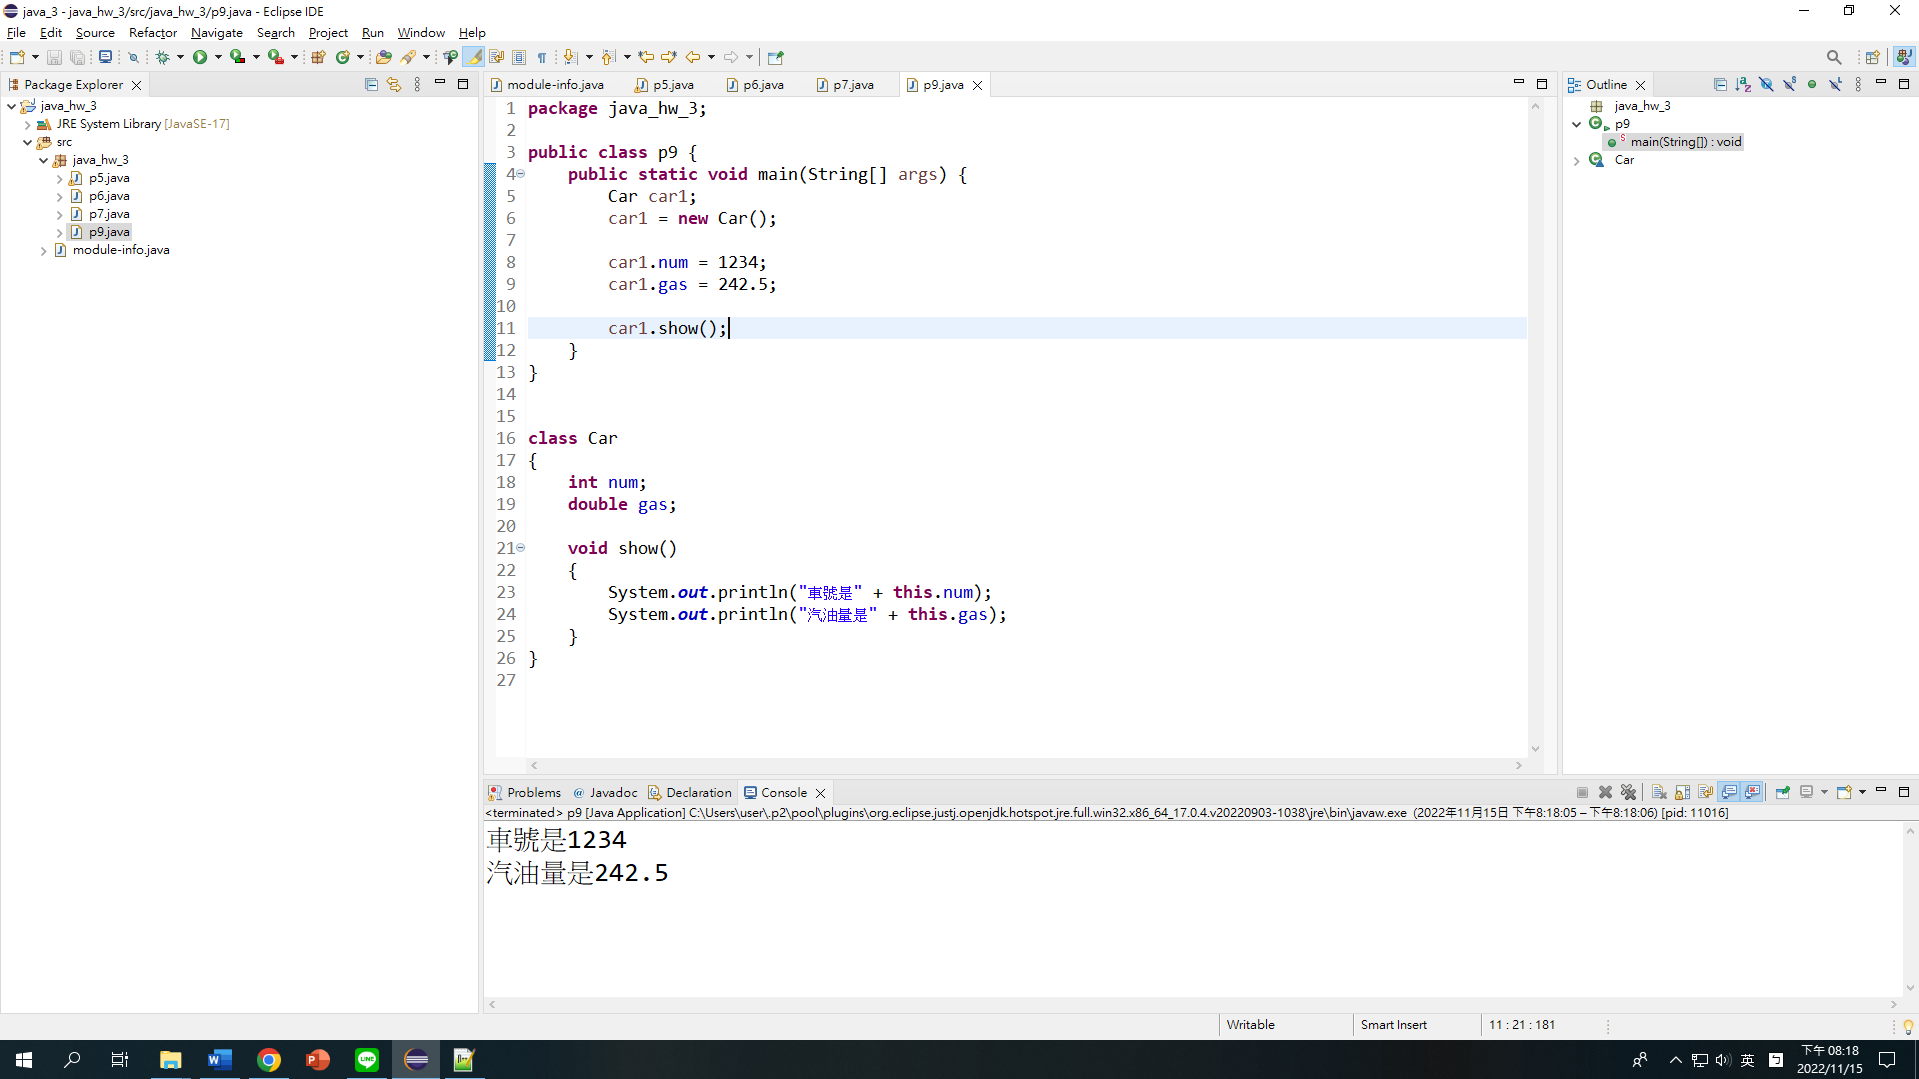 java_3 - java_hw_3/src/java_hw_3/p9.java - Eclipse IDE
File Edit Source Refactor Navigate Search Project Run Window Help
Package Explorer
java_hw_3
JRE System Library [JavaSE-17]
src
java_hw_3
p5.java
p6.java
p7.java
p9.java
module-info.java
module-info.java p5.java p6.java p7.java p9.java
1 package java_hw_3;
2
3 public class p9 {
4 public static void main(String[] args) {
5 Car car1;
6 car1 = new Car();
7
8 car1.num = 1234;
9 car1.gas = 242.5;
10
11 car1.show();
12 }
13 }
14
15
16 class Car
17 {
18 int num;
19 double gas;
20
21 void show()
22 {
23 System.out.println("車號是" + this.num);
24 System.out.println("汽油量是" + this.gas);
25 }
26 }
27
Outline
java_hw_3
p9
main(String[]) : void
Car
Problems @ Javadoc Declaration Console
<terminated> p9 [Java Application] C:\Users\user\.p2\pool\plugins\org.eclipse.justj.openjdk.hotspot.jre.full.win32.x86_64_17.0.4.v20220903-1038\jre\bin\javaw.exe (2022年11月15日 下午8:18:05 – 下午8:18:06) [pid: 11016]
車號是1234
汽油量是242.5
Writable Smart Insert 11 : 21 : 181
英
下午 08:18
2022/11/15